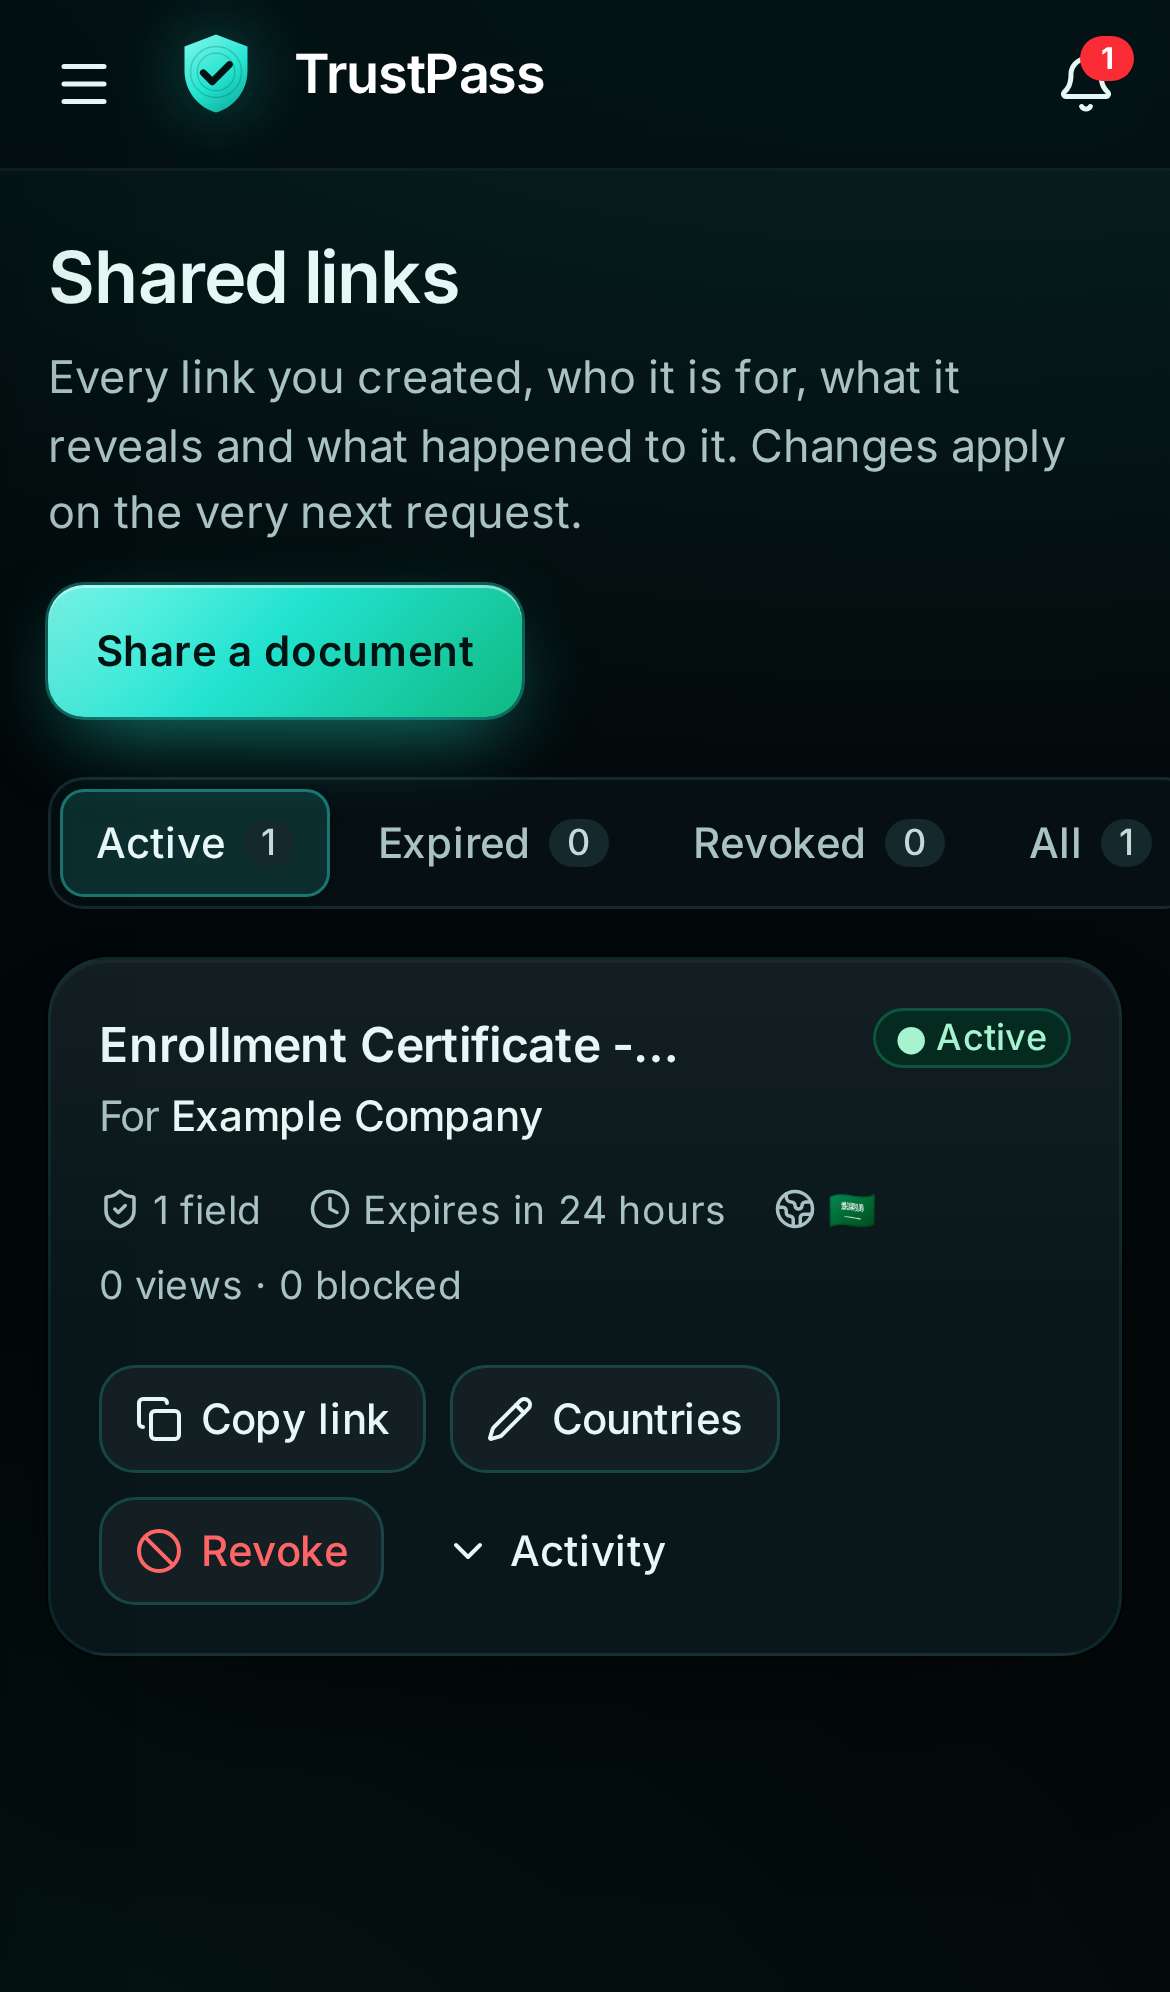 TrustPass
1
Shared links
Every link you created, who it is for, what it
reveals and what happened to it. Changes apply
on the very next request.
Share a document
Active 1 Expired 0 Revoked 0 All 1
Enrollment Certificate -...
Active
For Example Company
1 field Expires in 24 hours
0 views · 0 blocked
Copy link Countries
Revoke Activity